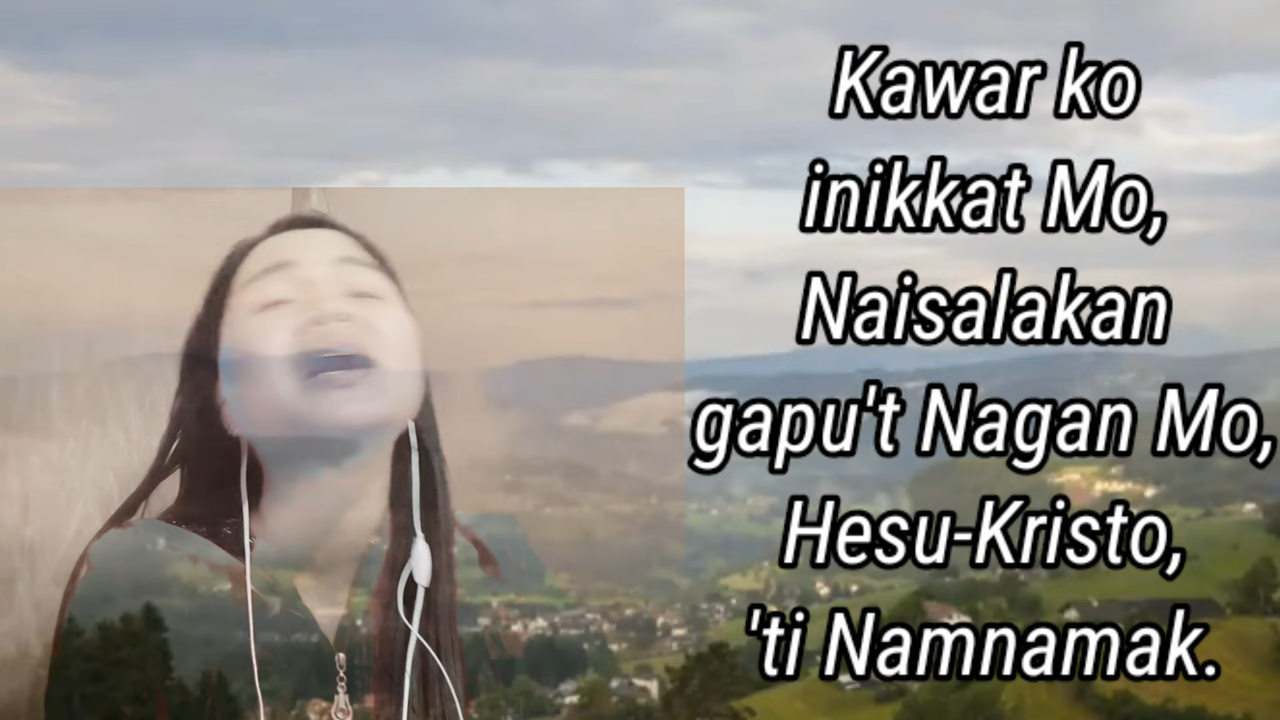 Kawar ko
inikkat Mo,
Naisalakan
gapu't Nagan Mo,
Hesu-Kristo,
'ti Namnamak.